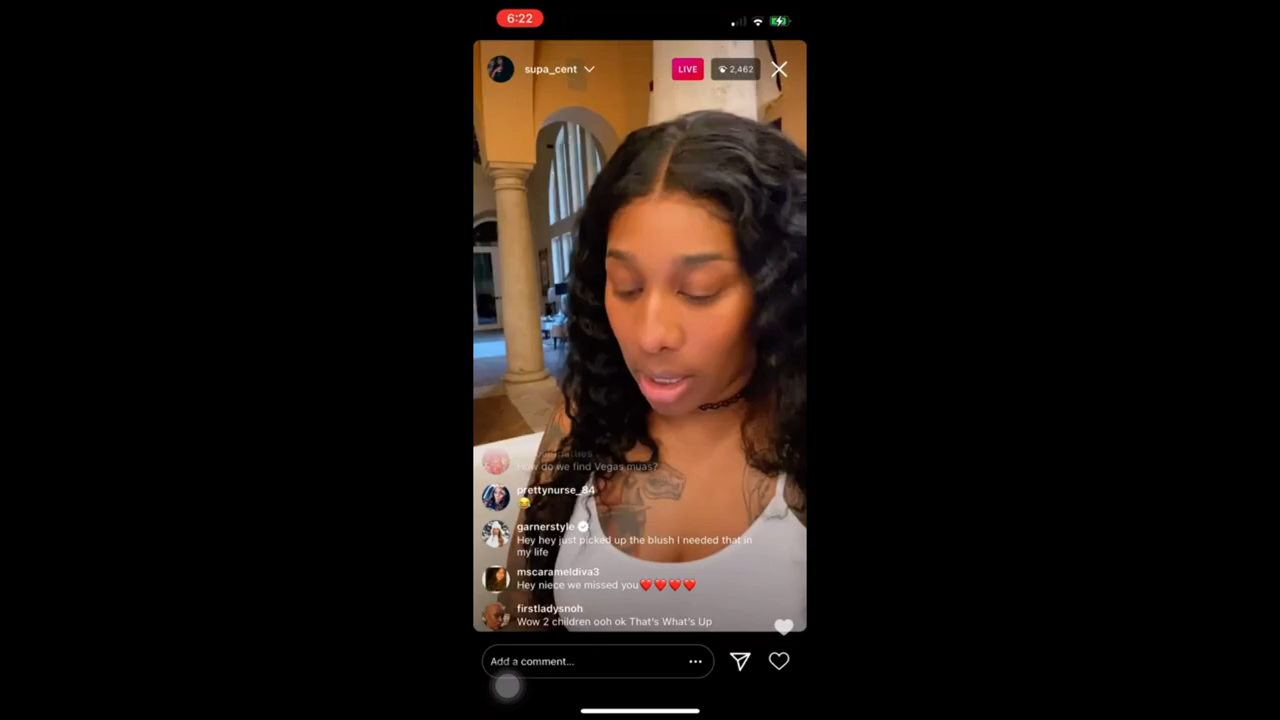 6:22
supa_cent
LIVE
2,462
How do we find Vegas muas?
prettynurse_84
😂
garnerstyle
Hey hey just picked up the blush I needed that in
my life
mscarameldiva3
Hey niece we missed you❤️❤️❤️❤️
firstladysnoh
Wow 2 children ooh ok That's What's Up
Add a comment...